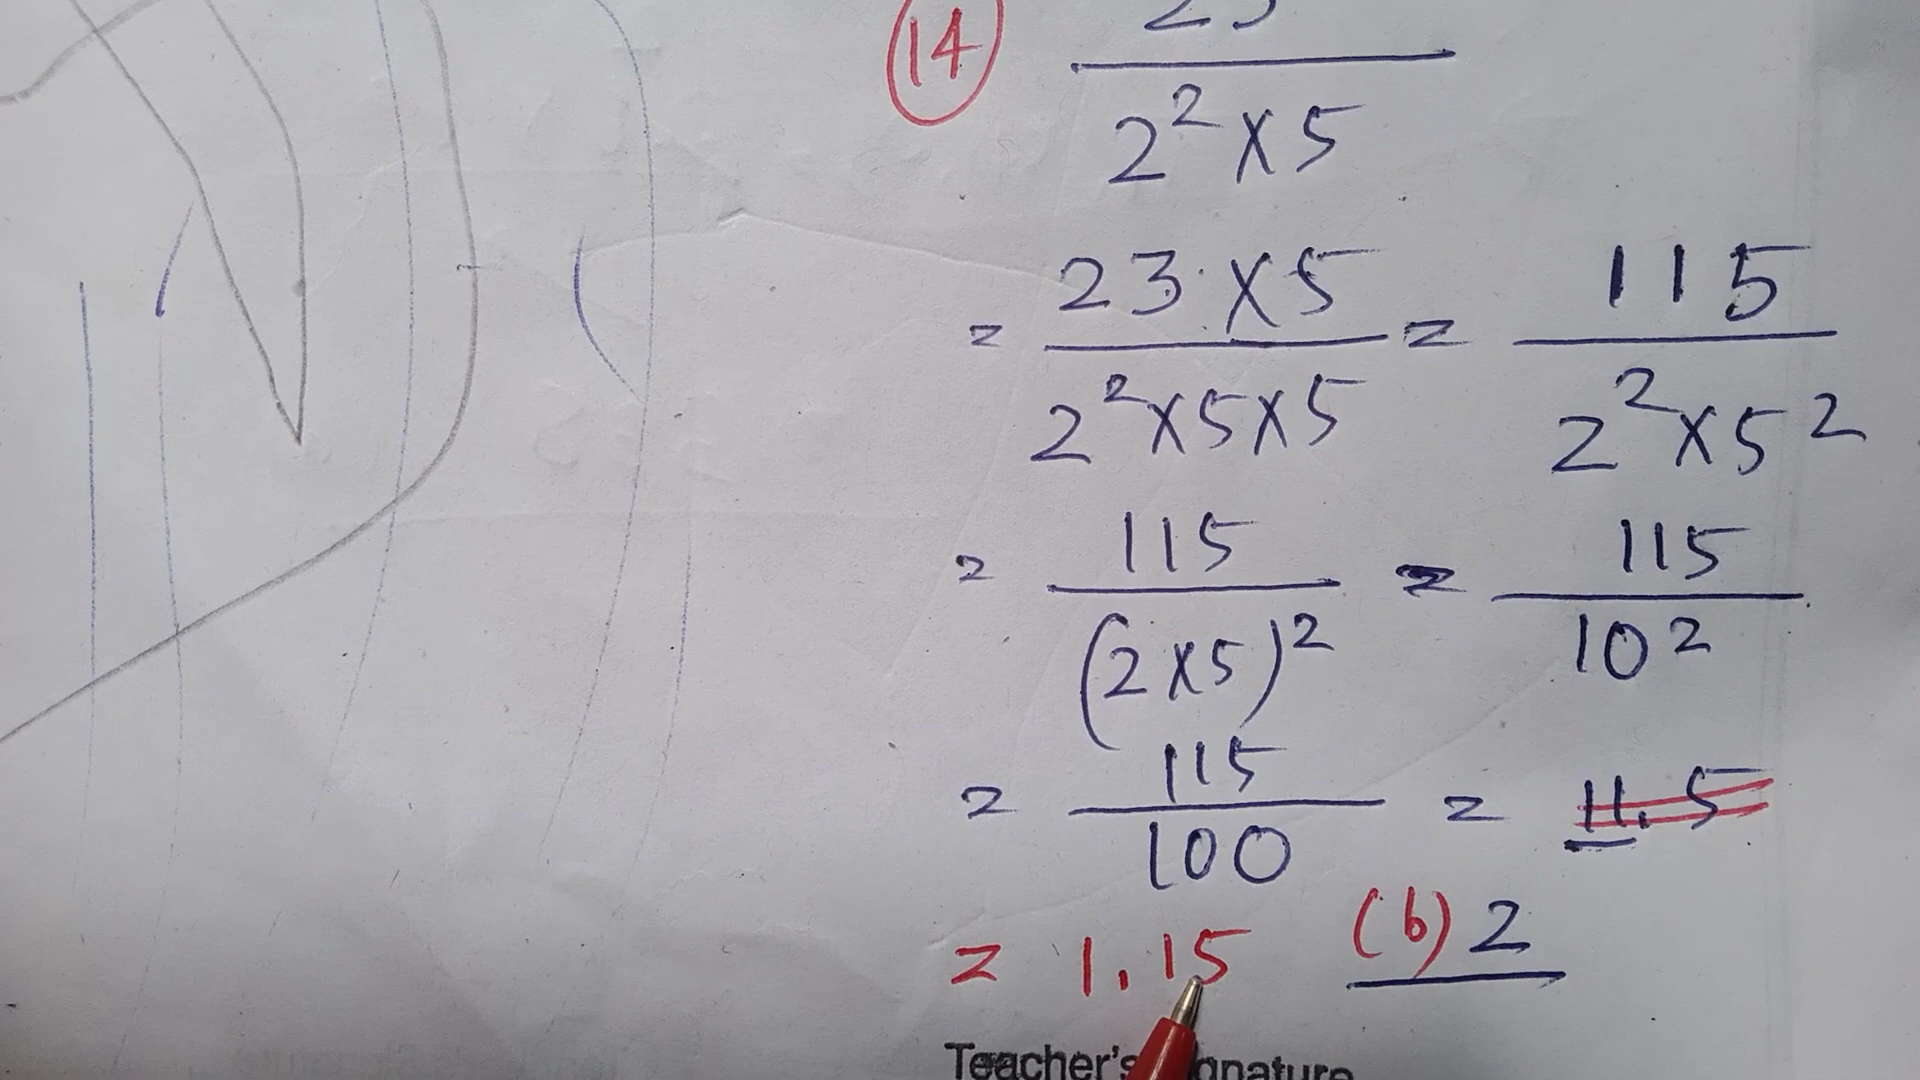 14 23
2² × 5
= 23 × 5 = 115
2² × 5 × 5 2² × 5²
= 115 = 115
(2 × 5)² 10²
= 115 = 11.5
100
= 1.15 (b) 2
Teacher's